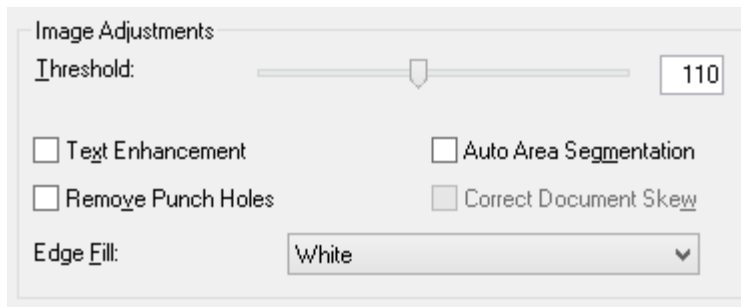 Image Adjustments
Threshold: 110
Text Enhancement Auto Area Segmentation
Remove Punch Holes Correct Document Skew
Edge Fill: White